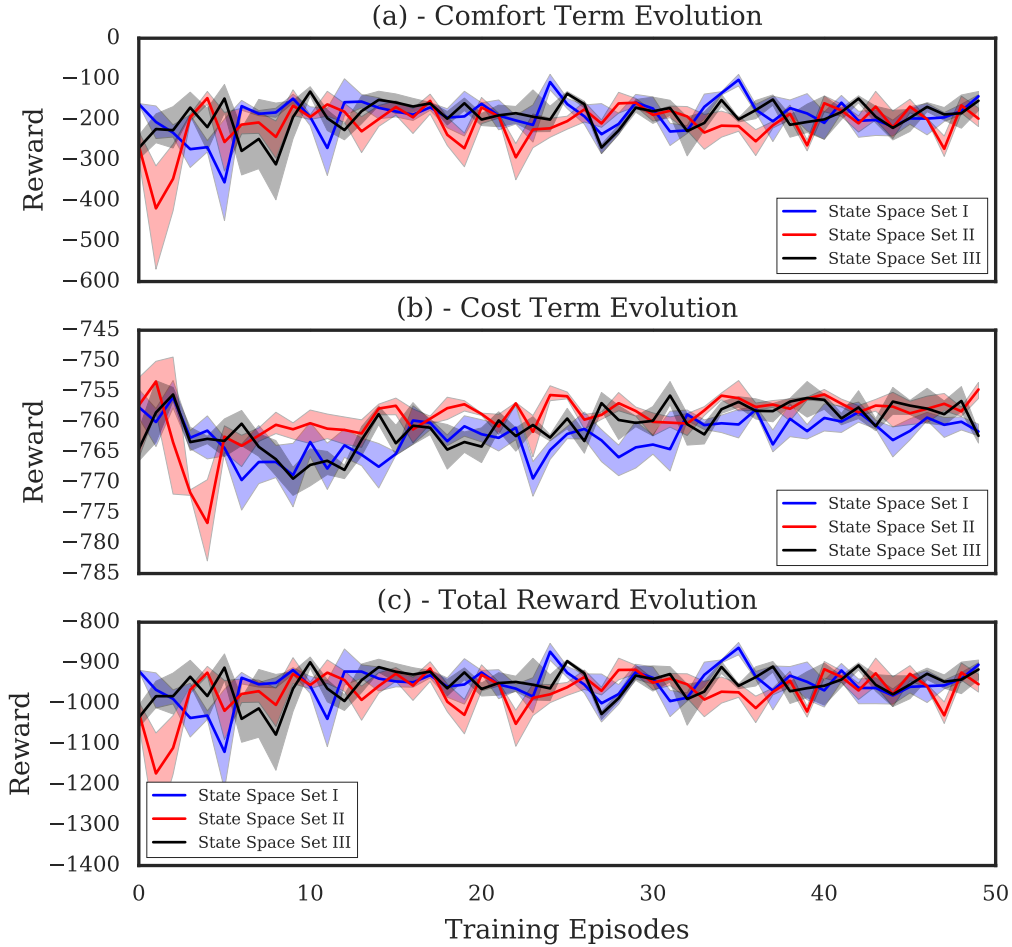 (a) - Comfort Term Evolution
0
−100
−200
−300
−400
−500
−600
Reward
State Space Set I
State Space Set II
State Space Set III
(b) - Cost Term Evolution
−745
−750
−755
−760
−765
−770
−775
−780
−785
Reward
State Space Set I
State Space Set II
State Space Set III
(c) - Total Reward Evolution
−800
−900
−1000
−1100
−1200
−1300
−1400
Reward
State Space Set I
State Space Set II
State Space Set III
0 10 20 30 40 50
Training Episodes